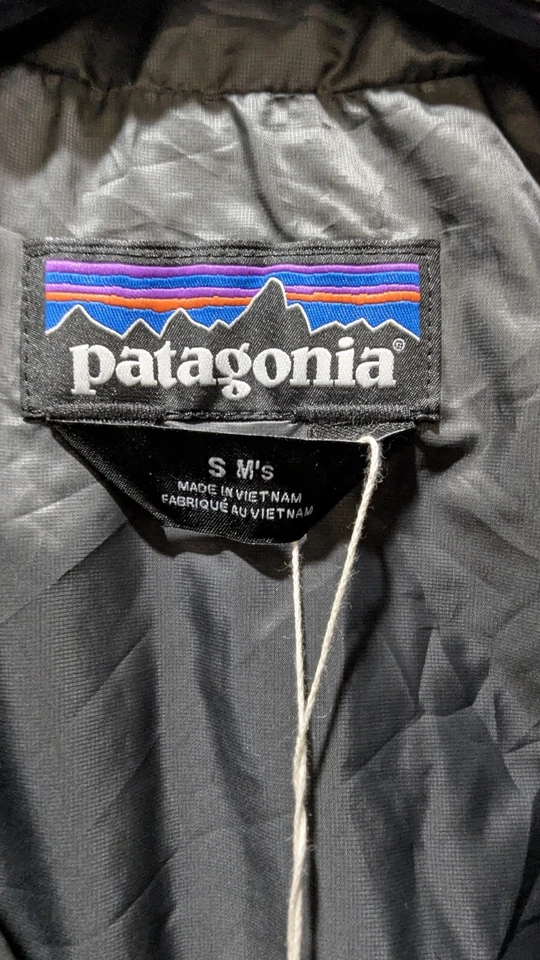 patagonia®
S M's
MADE IN VIETNAM
FABRIQUÉ AU VIETNAM